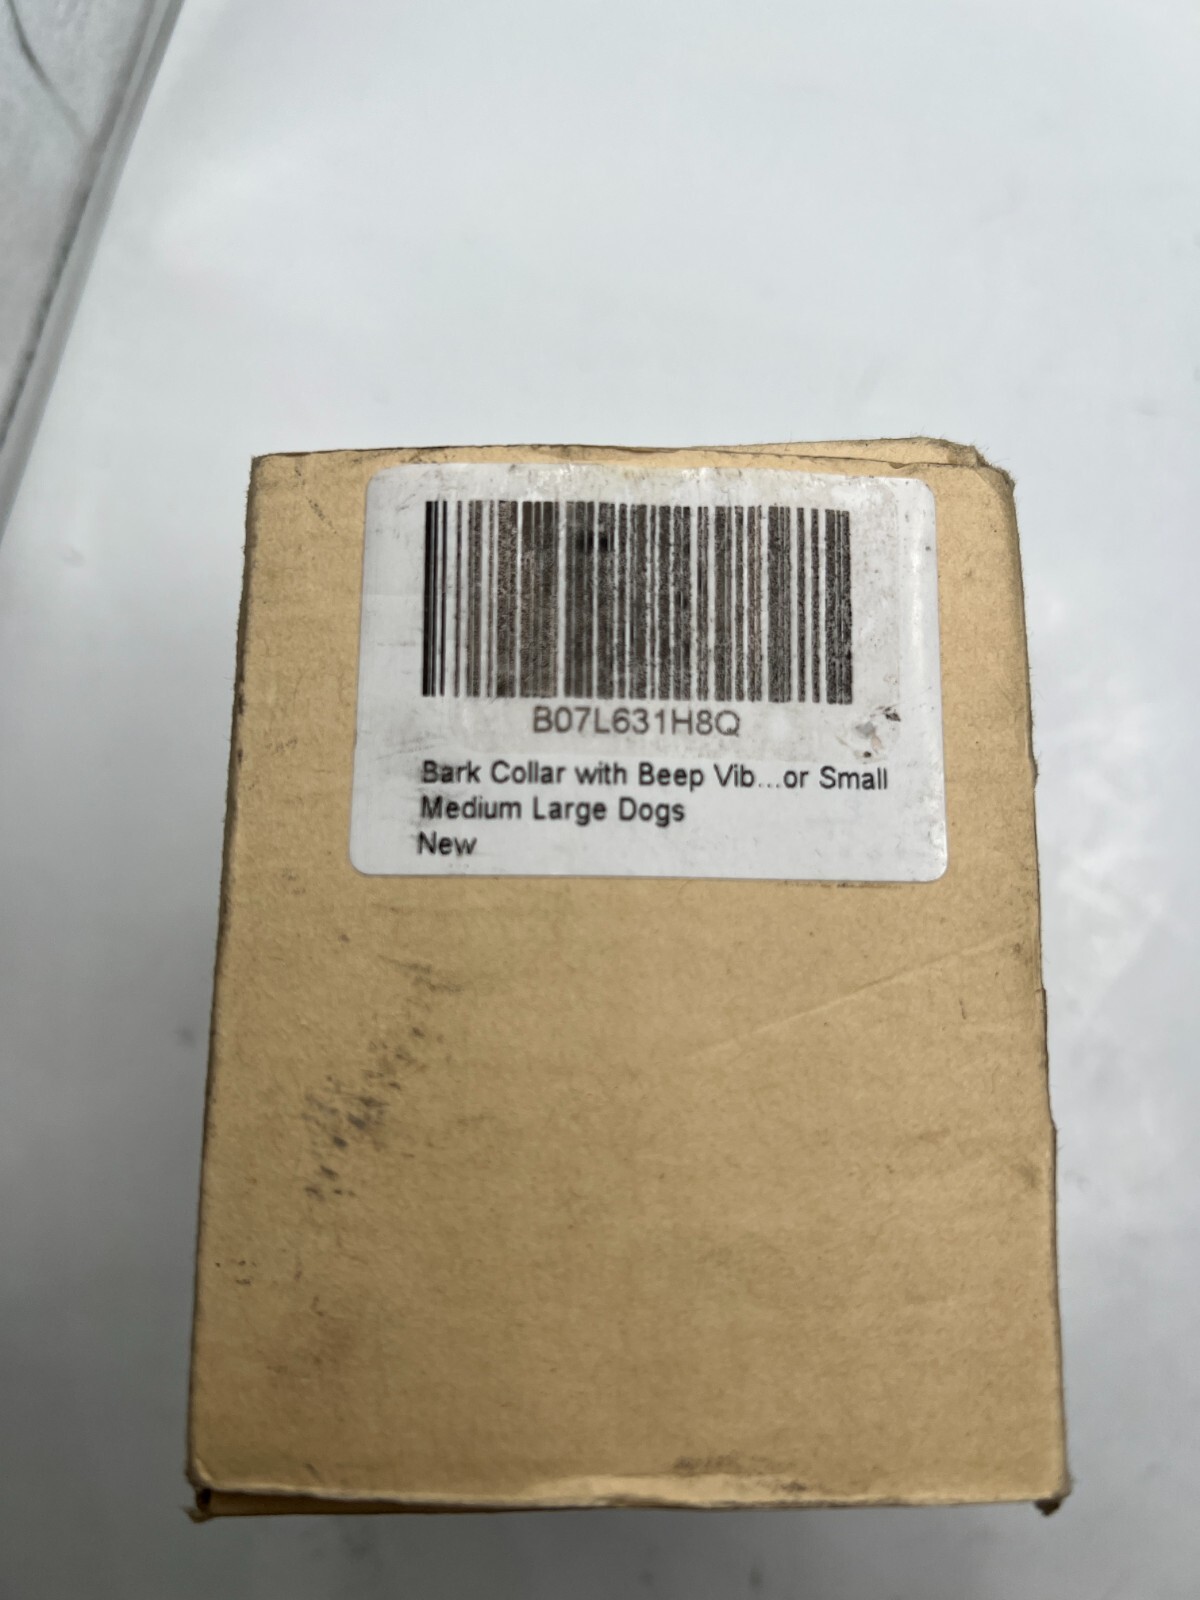 B07L631H8Q
Bark Collar with Beep Vib...or Small
Medium Large Dogs
New